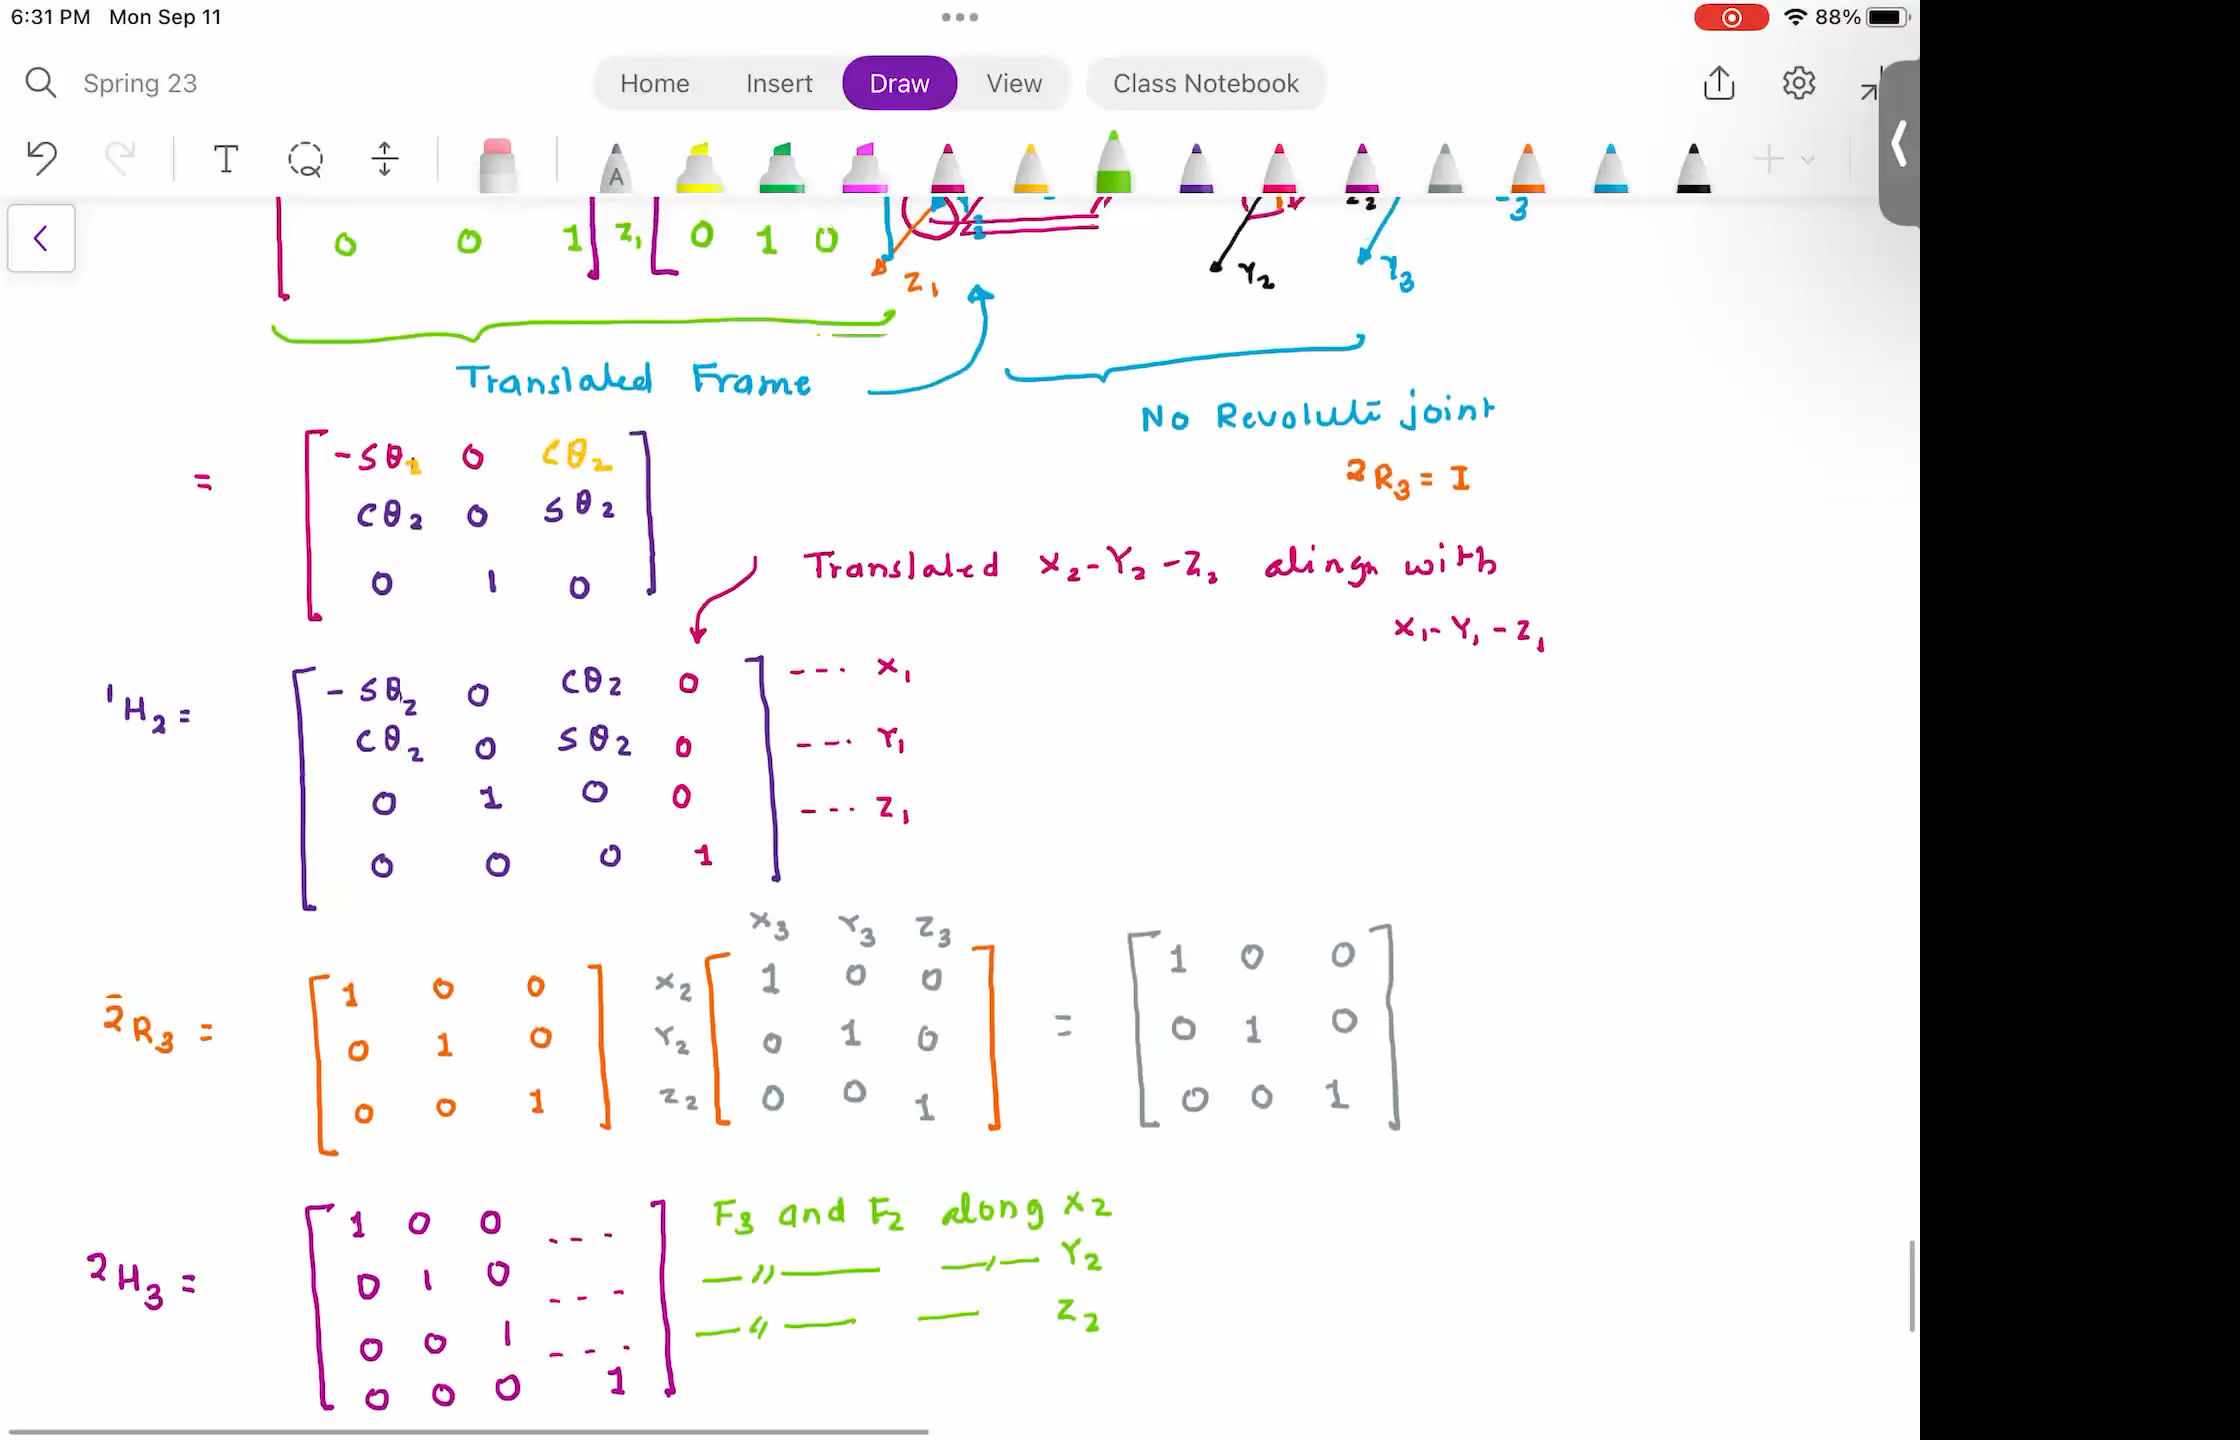 6:31 PM Mon Sep 11
88%
Spring 23
Home Insert Draw View Class Notebook
T
A
0 0 1 Z1 0 1 0
Z1
Y2
Y3
Translated Frame
No Revolute joint
2R3 = I
= -Sθ2 0 Cθ2
Cθ2 0 Sθ2
0 1 0
Translated X2-Y2-Z2 alingn with
X1-Y1-Z1
1H2 = -Sθ2 0 Cθ2 0 --- X1
Cθ2 0 Sθ2 0 --- Y1
0 1 0 0 --- Z1
0 0 0 1
X3 Y3 Z3
2R3 = 1 0 0 X2 1 0 0 = 1 0 0
0 1 0 Y2 0 1 0 0 1 0
0 0 1 Z2 0 0 1 0 0 1
2H3 = 1 0 0 --- F3 and F2 along X2
0 1 0 --- —〃— —〃— Y2
0 0 1 --- —〃— — Z2
0 0 0 1